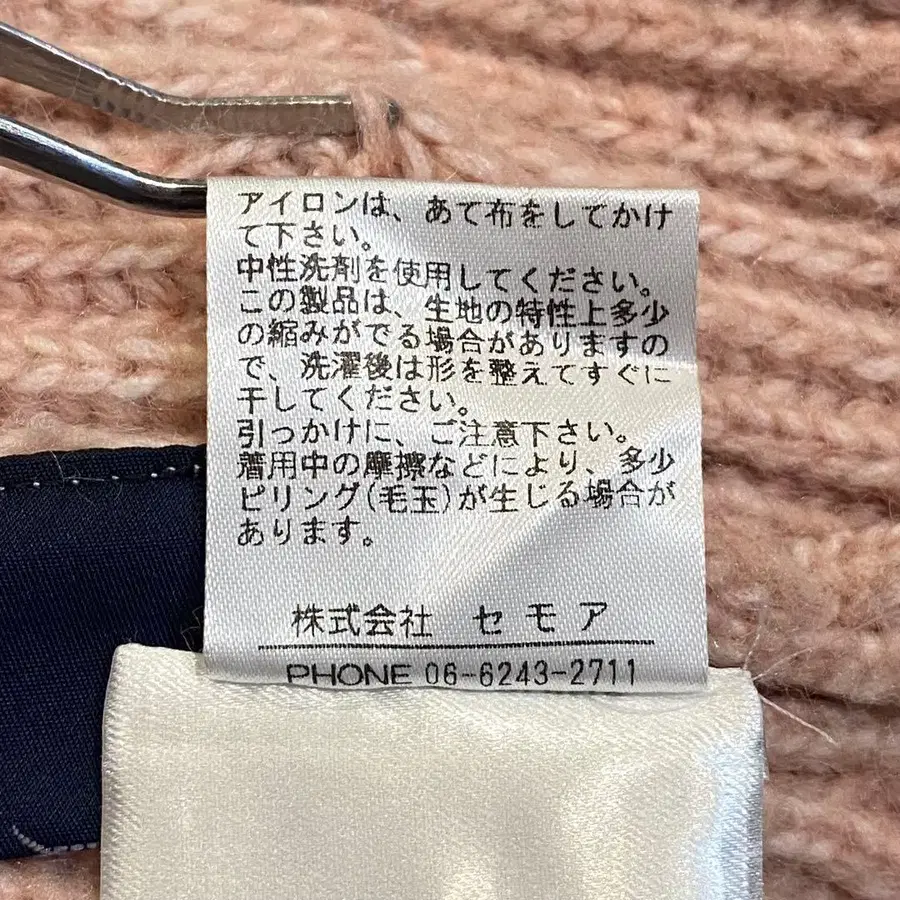 アイロンは、あて布をしてかけ
て下さい。
中性洗剤を使用してください。
この製品は、生地の特性上多少
の縮みがでる場合がありますの
で、洗濯後は形を整えてすぐに
干してください。
引っかけに、ご注意下さい。
着用中の摩擦などにより、多少
ピリング(毛玉)が生じる場合が
あります。
株式会社 セモア
PHONE 06-6243-2711